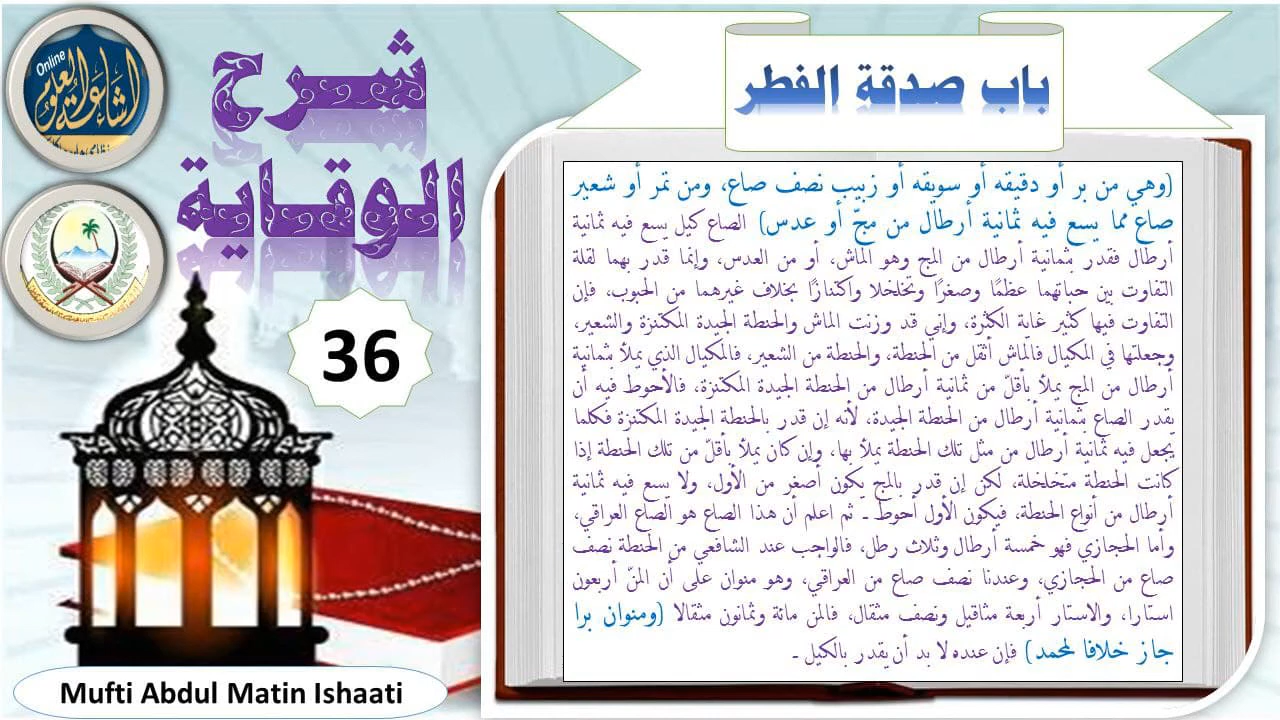 Online
اشاعة العلوم
شرح
الوقاية
36
Mufti Abdul Matin Ishaati
باب صدقة الفطر
(وهي من بر أو دقيقه أو سويقه أو زبيب نصف صاع، ومن تمر أو شعير
صاع مما يسع فيه ثمانية أرطال من مجّ أو عدس) الصاع كيل يسع فيه ثمانية
أرطال فقدر بثمانية أرطال من المج وهو الماش، أو من العدس، وإنما قدر بهما لقلة
التفاوت بين حباتهما عظمًا وصغرًا وتخلخلا واكتنازًا بخلاف غيرهما من الحبوب، فإن
التفاوت فيها كثير غاية الكثرة، وإني قد وزنت الماش والحنطة الجيدة المكتنزة والشعير،
وجعلتها في المكيال فالماش أثقل من الحنطة، والحنطة من الشعير، فالمكيال الذي يملأ بثمانية
أرطال من المج يملأ بأقلّ من ثمانية أرطال من الحنطة الجيدة المكتنزة، فالأحوط فيه أن
يقدر الصاع بثمانية أرطال من الحنطة الجيدة، لأنه إن قدر بالحنطة الجيدة المكتنزة فكلما
يجعل فيه ثمانية أرطال من مثل تلك الحنطة يملأ بها، وإن كان يملأ بأقلّ من تلك الحنطة إذا
كانت الحنطة متخلخلة، لكن إن قدر بالمج يكون أصغر من الأول، ولا يسع فيه ثمانية
أرطال من أنواع الحنطة، فيكون الأول أحوط ـ ثم اعلم أن هذا الصاع هو الصاع العراقي،
وأما الحجازي فهو خمسة أرطال وثلاث رطل، فالواجب عند الشافعي من الحنطة نصف
صاع من الحجازي، وعندنا نصف صاع من العراقي، وهو منوان على أن المنّ أربعون
استارا، والاستار أربعة مثاقيل ونصف مثقال، فالمن مائة وثمانون مثقالا (ومنوان برا
جاز خلافا لمحمد) فإن عنده لا بد أن يقدر بالكيل ـ